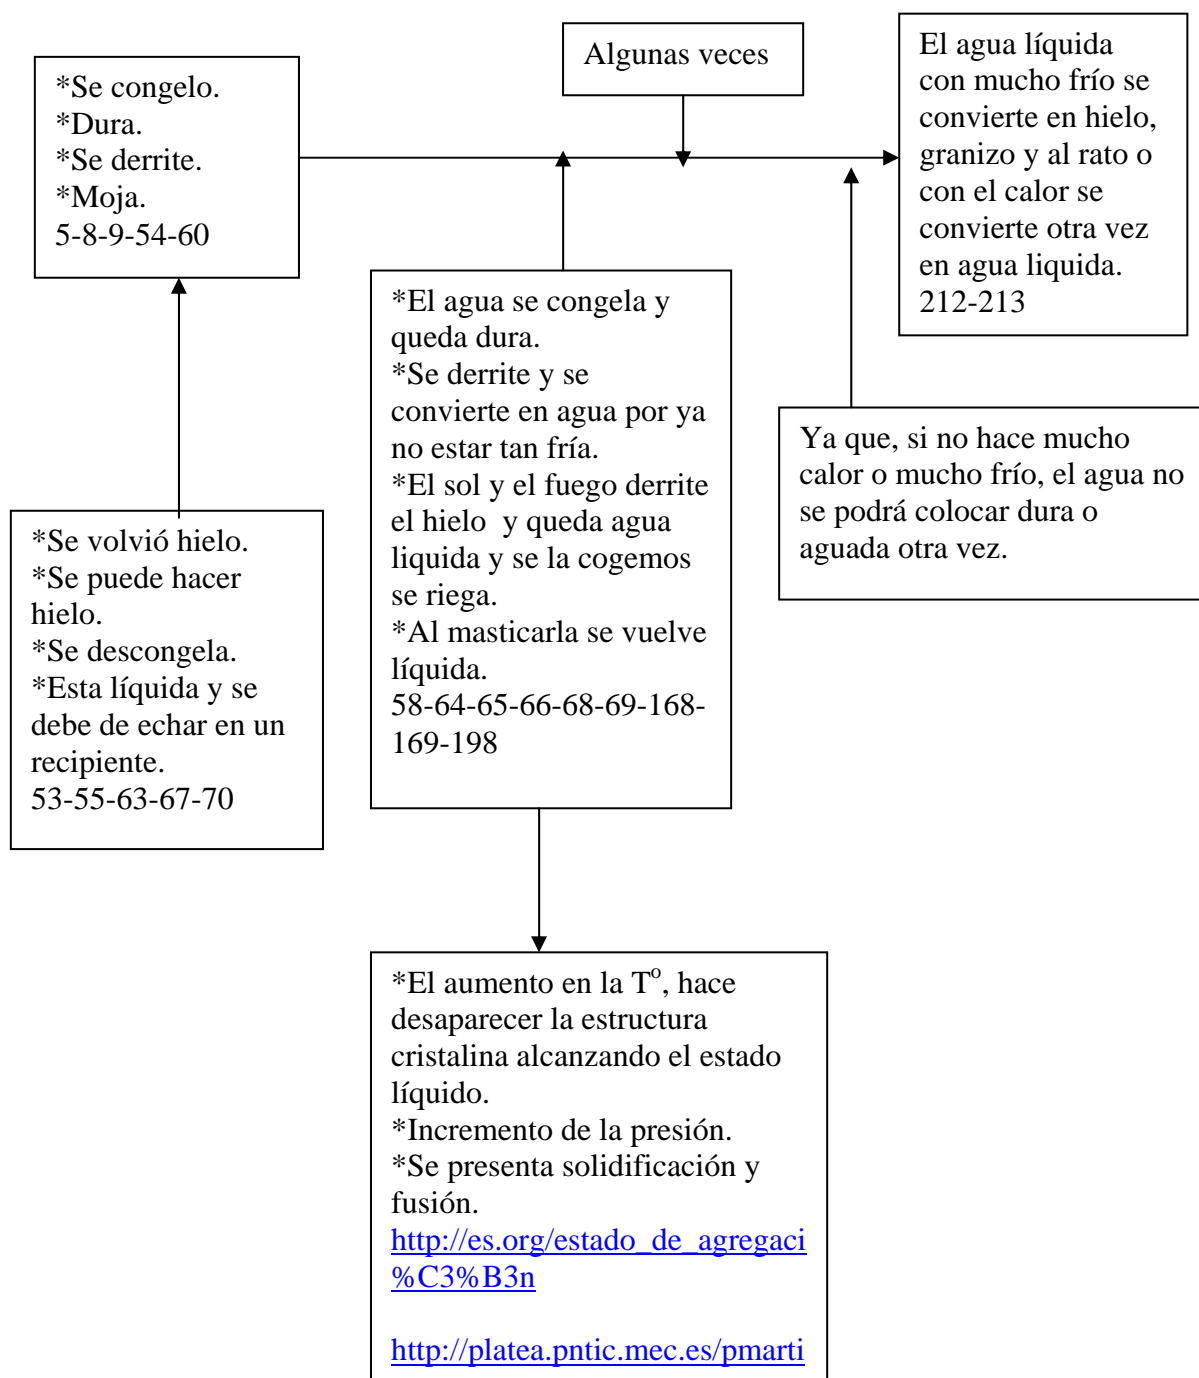 *Se congelo.
*Dura.
*Se derrite.
*Moja.
5-8-9-54-60
Algunas veces
El agua líquida
con mucho frío se
convierte en hielo,
granizo y al rato o
con el calor se
convierte otra vez
en agua liquida.
212-213
*Se volvió hielo.
*Se puede hacer
hielo.
*Se descongela.
*Esta líquida y se
debe de echar en un
recipiente.
53-55-63-67-70
*El agua se congela y
queda dura.
*Se derrite y se
convierte en agua por ya
no estar tan fría.
*El sol y el fuego derrite
el hielo y queda agua
liquida y se la cogemos
se riega.
*Al masticarla se vuelve
líquida.
58-64-65-66-68-69-168-
169-198
Ya que, si no hace mucho
calor o mucho frío, el agua no
se podrá colocar dura o
aguada otra vez.
*El aumento en la Tº, hace
desaparecer la estructura
cristalina alcanzando el estado
líquido.
*Incremento de la presión.
*Se presenta solidificación y
fusión.
http://es.org/estado_de_agregaci
%C3%B3n
http://platea.pntic.mec.es/pmarti